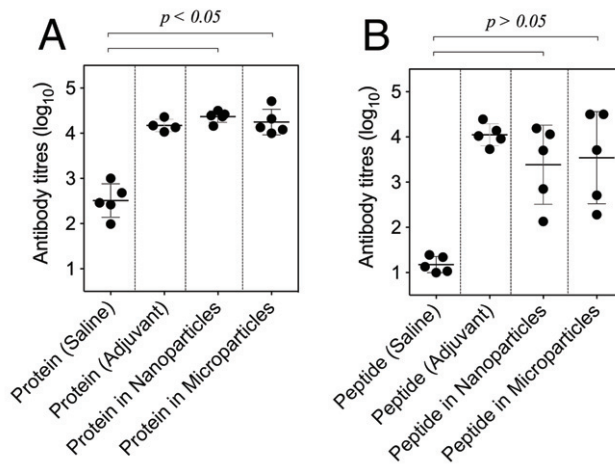 A
p < 0.05
Antibody titres (log10)
5
4
3
2
1
Protein (Saline)
Protein (Adjuvant)
Protein in Nanoparticles
Protein in Microparticles
B
p > 0.05
Antibody titres (log10)
5
4
3
2
1
Peptide (Saline)
Peptide (Adjuvant)
Peptide in Nanoparticles
Peptide in Microparticles